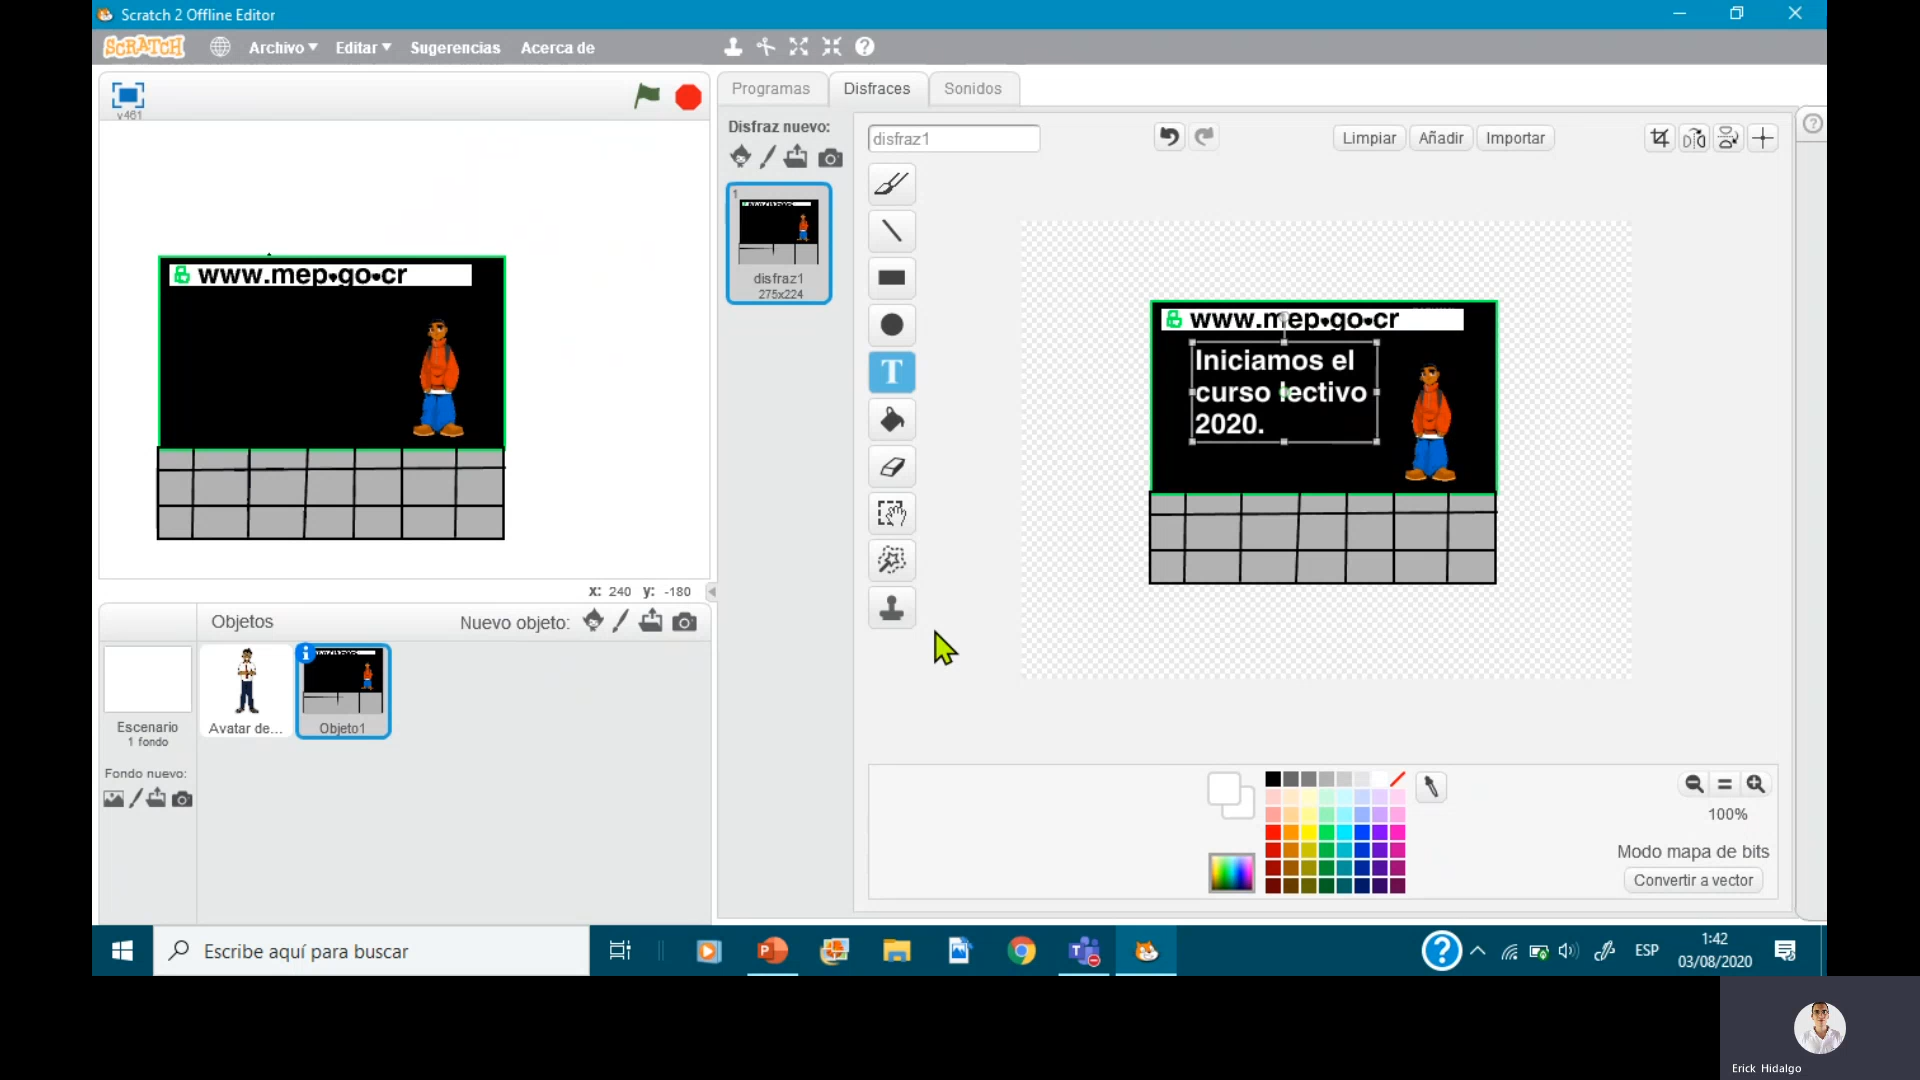 Scratch 2 Offline Editor
SCRATCH Archivo Editar Sugerencias Acerca de
v461
Programas Disfraces Sonidos
Disfraz nuevo:
disfraz1
Limpiar Añadir Importar
1
disfraz1
275x224
www.mep.go.cr
www.mep.go.cr
Iniciamos el
curso lectivo
2020.
x: 240 y: -180
Objetos Nuevo objeto:
Escenario
1 fondo
Avatar de...
Objeto1
Fondo nuevo:
100%
Modo mapa de bits
Convertir a vector
Escribe aquí para buscar
ESP
1:42
03/08/2020
Erick Hidalgo